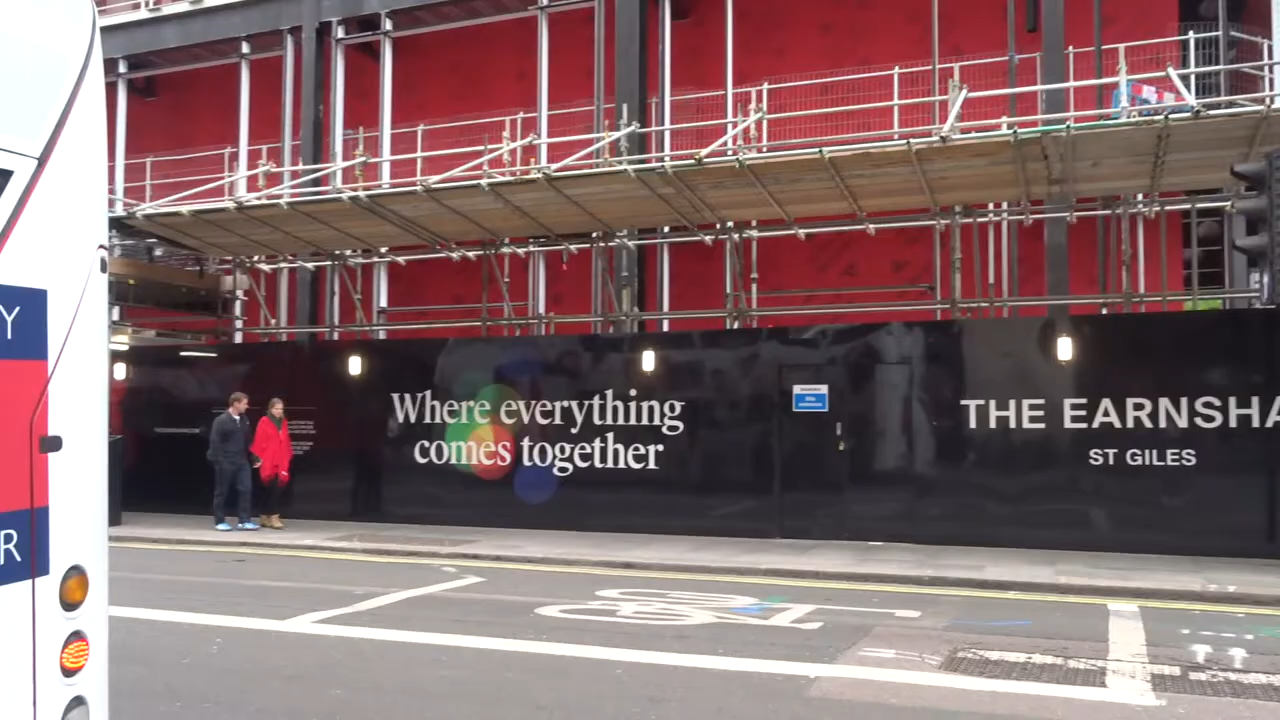 Y
R
Where everything
comes together
THE EARNSHA
ST GILES